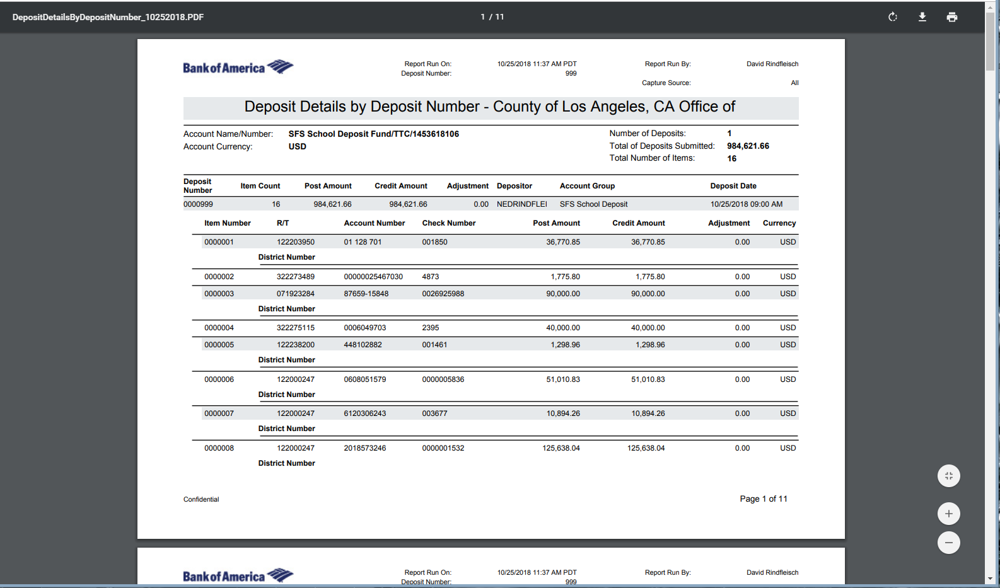 DepositDetailsByDepositNumber_10252018.PDF 1 / 11
Bank of America Report Run On: 10/25/2018 11:37 AM PDT Report Run By: David Rindfleisch
Deposit Number: 999
Capture Source: All
Deposit Details by Deposit Number - County of Los Angeles, CA Office of
Account Name/Number: SFS School Deposit Fund/TTC/1453618106 Number of Deposits: 1
Account Currency: USD Total of Deposits Submitted: 984,621.66
Total Number of Items: 16
Deposit Number Item Count Post Amount Credit Amount Adjustment Depositor Account Group Deposit Date
0000999 16 984,621.66 984,621.66 0.00 NEDRINDFLEI SFS School Deposit 10/25/2018 09:00 AM
Item Number R/T Account Number Check Number Post Amount Credit Amount Adjustment Currency
0000001 122203950 01 128 701 001850 36,770.85 36,770.85 0.00 USD
District Number
0000002 322273489 00000025467030 4873 1,775.80 1,775.80 0.00 USD
0000003 071923284 87659-15848 0026925988 90,000.00 90,000.00 0.00 USD
District Number
0000004 322275115 0006049703 2395 40,000.00 40,000.00 0.00 USD
0000005 122238200 448102882 001461 1,298.96 1,298.96 0.00 USD
District Number
0000006 122000247 0608051579 0000005836 51,010.83 51,010.83 0.00 USD
District Number
0000007 122000247 6120306243 003677 10,894.26 10,894.26 0.00 USD
District Number
0000008 122000247 2018573246 0000001532 125,638.04 125,638.04 0.00 USD
District Number
Confidential Page 1 of 11
Bank of America Report Run On: 10/25/2018 11:37 AM PDT Report Run By: David Rindfleisch
Deposit Number: 999